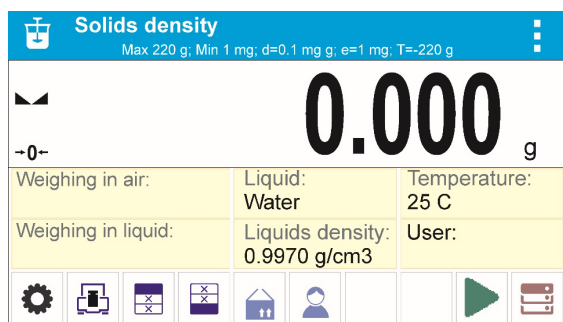 Solids density
Max 220 g; Min 1 mg; d=0.1 mg g; e=1 mg; T=-220 g
0.000 g
→0←
Weighing in air:
Liquid:
Water
Temperature:
25 C
Weighing in liquid:
Liquids density:
0.9970 g/cm3
User: